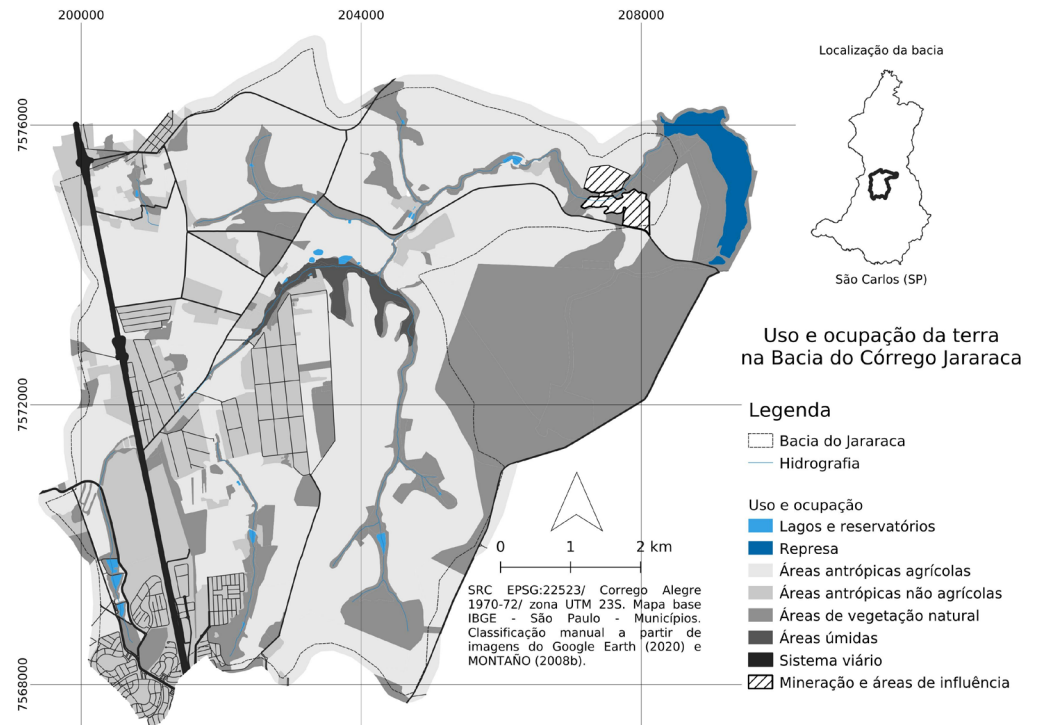 200000
204000
208000
7576000
7572000
7568000
Localização da bacia
São Carlos (SP)
Uso e ocupação da terra
na Bacia do Córrego Jararaca
Legenda
Bacia do Jararaca
Hidrografia
Uso e ocupação
Lagos e reservatórios
Represa
Áreas antrópicas agrícolas
Áreas antrópicas não agrícolas
Áreas de vegetação natural
Áreas úmidas
Sistema viário
Mineração e áreas de influência
0 1 2 km
SRC EPSG:22523/ Corrego Alegre
1970-72/ zona UTM 23S. Mapa base
IBGE - São Paulo - Municípios.
Classificação manual a partir de
imagens do Google Earth (2020) e
MONTAÑO (2008b).